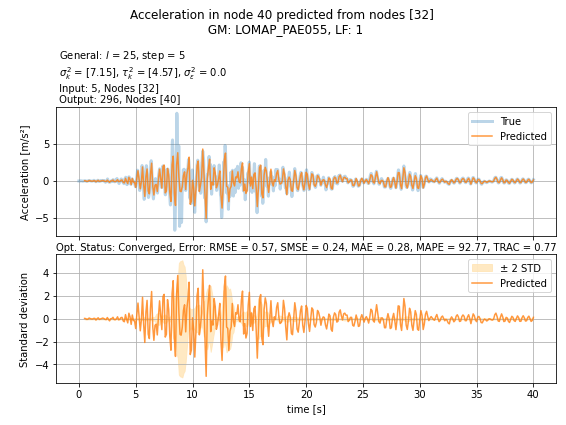 Acceleration in node 40 predicted from nodes [32]
GM: LOMAP_PAE055, LF: 1
General: l = 25, step = 5
σ²ₖ = [7.15], τ²ₖ = [4.57], σ²ε = 0.0
Input: 5, Nodes [32]
Output: 296, Nodes [40]
True
Predicted
Acceleration [m/s²]
5
0
−5
Opt. Status: Converged, Error: RMSE = 0.57, SMSE = 0.24, MAE = 0.28, MAPE = 92.77, TRAC = 0.77
± 2 STD
Predicted
Standard deviation
4
2
0
−2
−4
0 5 10 15 20 25 30 35 40
time [s]